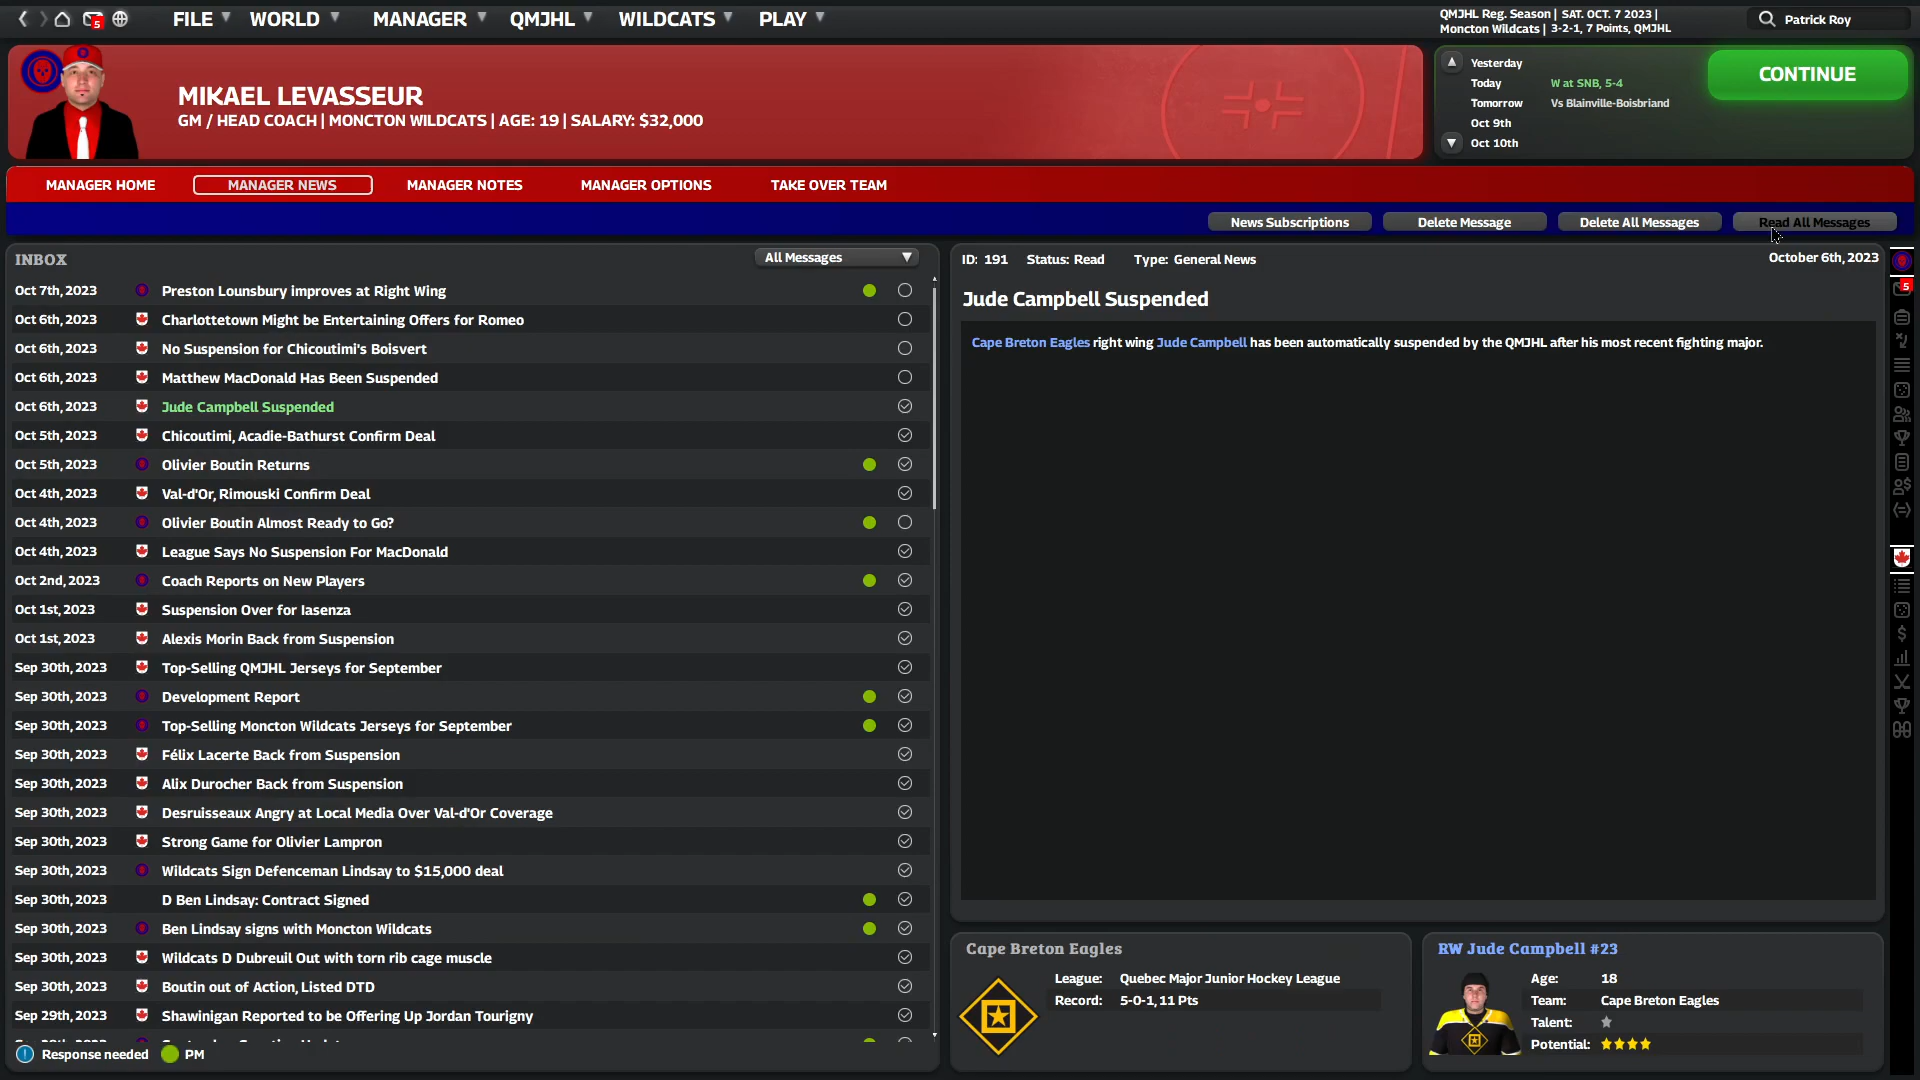 5
FILE
WORLD
MANAGER
QMJHL
WILDCATS
PLAY
QMJHL Reg. Season | SAT. OCT. 7 2023 |
Moncton Wildcats | 3-2-1, 7 Points, QMJHL
Patrick Roy
MIKAEL LEVASSEUR
GM / HEAD COACH | MONCTON WILDCATS | AGE: 19 | SALARY: $32,000
Yesterday
Today W at SNB, 5-4
Tomorrow Vs Blainville-Boisbriand
Oct 9th
Oct 10th
CONTINUE
MANAGER HOME
MANAGER NEWS
MANAGER NOTES
MANAGER OPTIONS
TAKE OVER TEAM
News Subscriptions
Delete Message
Delete All Messages
Read All Messages
INBOX
All Messages
Oct 7th, 2023 Preston Lounsbury improves at Right Wing
Oct 6th, 2023 Charlottetown Might be Entertaining Offers for Romeo
Oct 6th, 2023 No Suspension for Chicoutimi's Boisvert
Oct 6th, 2023 Matthew MacDonald Has Been Suspended
Oct 6th, 2023 Jude Campbell Suspended
Oct 5th, 2023 Chicoutimi, Acadie-Bathurst Confirm Deal
Oct 5th, 2023 Olivier Boutin Returns
Oct 4th, 2023 Val-d'Or, Rimouski Confirm Deal
Oct 4th, 2023 Olivier Boutin Almost Ready to Go?
Oct 4th, 2023 League Says No Suspension For MacDonald
Oct 2nd, 2023 Coach Reports on New Players
Oct 1st, 2023 Suspension Over for Iasenza
Oct 1st, 2023 Alexis Morin Back from Suspension
Sep 30th, 2023 Top-Selling QMJHL Jerseys for September
Sep 30th, 2023 Development Report
Sep 30th, 2023 Top-Selling Moncton Wildcats Jerseys for September
Sep 30th, 2023 Félix Lacerte Back from Suspension
Sep 30th, 2023 Alix Durocher Back from Suspension
Sep 30th, 2023 Desruisseaux Angry at Local Media Over Val-d'Or Coverage
Sep 30th, 2023 Strong Game for Olivier Lampron
Sep 30th, 2023 Wildcats Sign Defenceman Lindsay to $15,000 deal
Sep 30th, 2023 D Ben Lindsay: Contract Signed
Sep 30th, 2023 Ben Lindsay signs with Moncton Wildcats
Sep 30th, 2023 Wildcats D Dubreuil Out with torn rib cage muscle
Sep 30th, 2023 Boutin out of Action, Listed DTD
Sep 29th, 2023 Shawinigan Reported to be Offering Up Jordan Tourigny
Response needed
PM
ID: 191 Status: Read Type: General News October 6th, 2023
Jude Campbell Suspended
Cape Breton Eagles right wing Jude Campbell has been automatically suspended by the QMJHL after his most recent fighting major.
5
Cape Breton Eagles
League: Quebec Major Junior Hockey League
Record: 5-0-1, 11 Pts
RW Jude Campbell #23
Age: 18
Team: Cape Breton Eagles
Talent:
Potential: